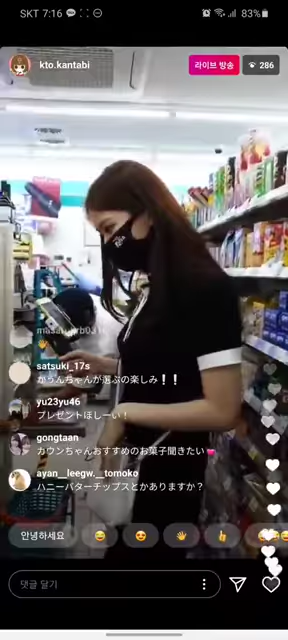 SKT 7:16
83%
kto.kantabi
라이브 방송
286
satsuki_17s
かうんちゃんが選ぶの楽しみ❗❗
yu23yu46
プレゼントほしーい！
gongtaan
カウンちゃんおすすめのお菓子聞きたい💕
ayan__leegw.__tomoko
ハニーバターチップスとかありますか？
안녕하세요
댓글 달기